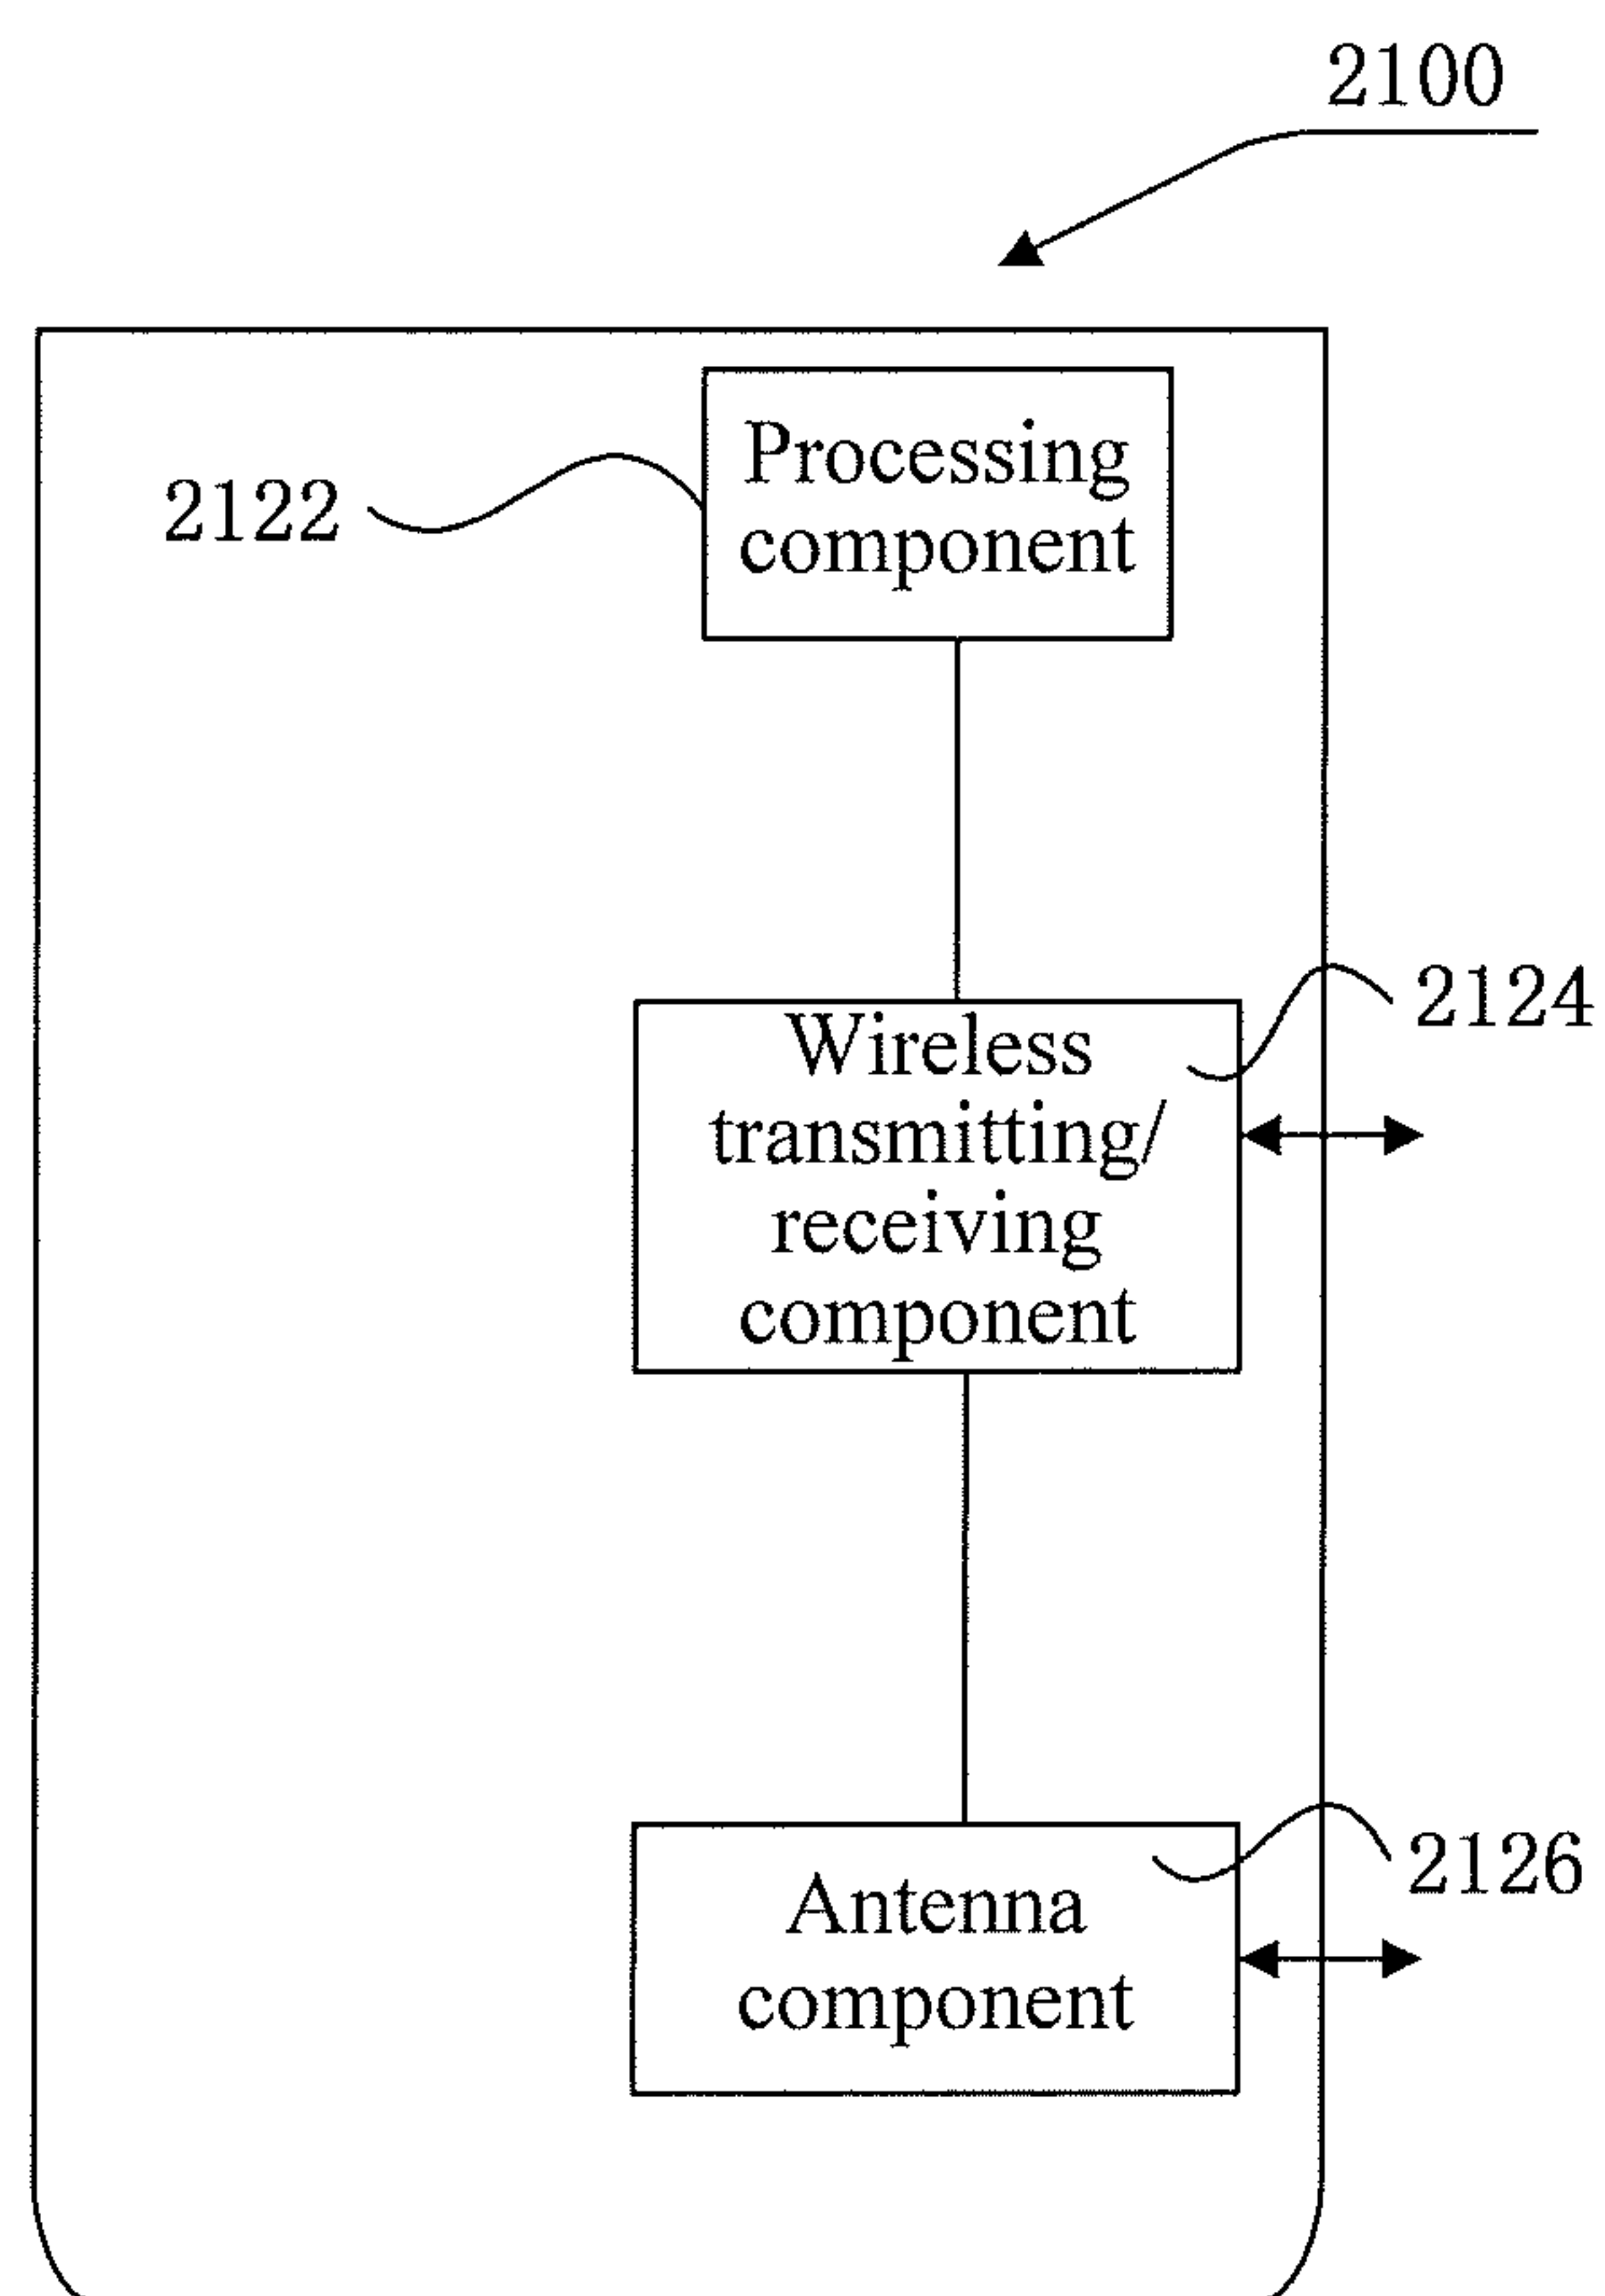 2100
Processing
component
2122
Wireless
transmitting/
receiving
component
2124
Antenna
component
2126